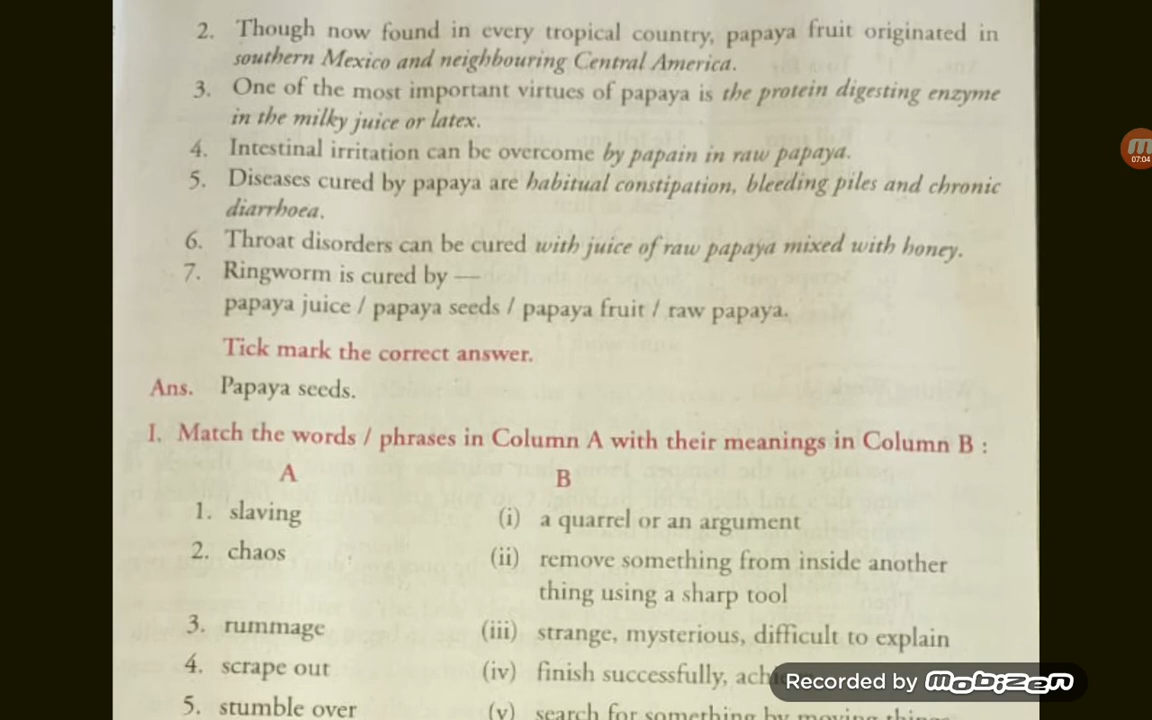 2. Though now found in every tropical country, papaya fruit originated in
southern Mexico and neighbouring Central America.
3. One of the most important virtues of papaya is the protein digesting enzyme
in the milky juice or latex.
4. Intestinal irritation can be overcome by papain in raw papaya.
5. Diseases cured by papaya are habitual constipation, bleeding piles and chronic
diarrhoea.
6. Throat disorders can be cured with juice of raw papaya mixed with honey.
7. Ringworm is cured by —
papaya juice / papaya seeds / papaya fruit / raw papaya.
Tick mark the correct answer.
Ans. Papaya seeds.
I. Match the words / phrases in Column A with their meanings in Column B :
A B
1. slaving (i) a quarrel or an argument
2. chaos (ii) remove something from inside another
thing using a sharp tool
3. rummage (iii) strange, mysterious, difficult to explain
4. scrape out (iv) finish successfully,
5. stumble over (v) search for something by moving things
Recorded by mobizen
07:04